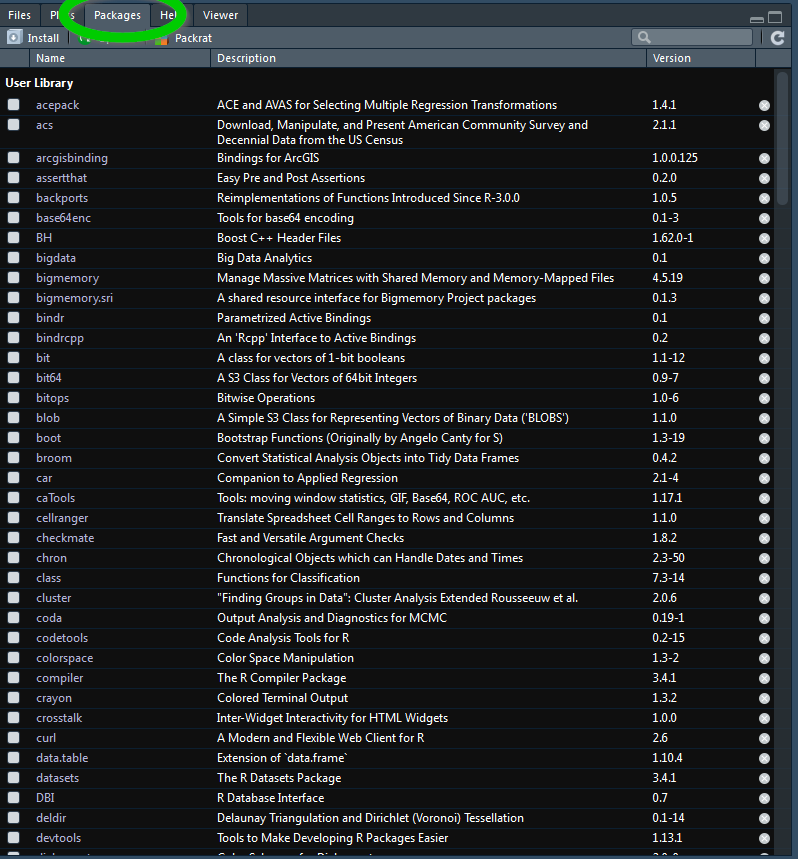 Files Packages Viewer
Install Packrat
Name Description Version
User Library
acepack ACE and AVAS for Selecting Multiple Regression Transformations 1.4.1
acs Download, Manipulate, and Present American Community Survey and 2.1.1
Decennial Data from the US Census
arcgisbinding Bindings for ArcGIS 1.0.0.125
assertthat Easy Pre and Post Assertions 0.2.0
backports Reimplementations of Functions Introduced Since R-3.0.0 1.0.5
base64enc Tools for base64 encoding 0.1-3
BH Boost C++ Header Files 1.62.0-1
bigdata Big Data Analytics 0.1
bigmemory Manage Massive Matrices with Shared Memory and Memory-Mapped Files 4.5.19
bigmemory.sri A shared resource interface for Bigmemory Project packages 0.1.3
bindr Parametrized Active Bindings 0.1
bindrcpp An 'Rcpp' Interface to Active Bindings 0.2
bit A class for vectors of 1-bit booleans 1.1-12
bit64 A S3 Class for Vectors of 64bit Integers 0.9-7
bitops Bitwise Operations 1.0-6
blob A Simple S3 Class for Representing Vectors of Binary Data ('BLOBS') 1.1.0
boot Bootstrap Functions (Originally by Angelo Canty for S) 1.3-19
broom Convert Statistical Analysis Objects into Tidy Data Frames 0.4.2
car Companion to Applied Regression 2.1-4
caTools Tools: moving window statistics, GIF, Base64, ROC AUC, etc. 1.17.1
cellranger Translate Spreadsheet Cell Ranges to Rows and Columns 1.1.0
checkmate Fast and Versatile Argument Checks 1.8.2
chron Chronological Objects which can Handle Dates and Times 2.3-50
class Functions for Classification 7.3-14
cluster "Finding Groups in Data": Cluster Analysis Extended Rousseeuw et al. 2.0.6
coda Output Analysis and Diagnostics for MCMC 0.19-1
codetools Code Analysis Tools for R 0.2-15
colorspace Color Space Manipulation 1.3-2
compiler The R Compiler Package 3.4.1
crayon Colored Terminal Output 1.3.2
crosstalk Inter-Widget Interactivity for HTML Widgets 1.0.0
curl A Modern and Flexible Web Client for R 2.6
data.table Extension of `data.frame` 1.10.4
datasets The R Datasets Package 3.4.1
DBI R Database Interface 0.7
deldir Delaunay Triangulation and Dirichlet (Voronoi) Tessellation 0.1-14
devtools Tools to Make Developing R Packages Easier 1.13.1